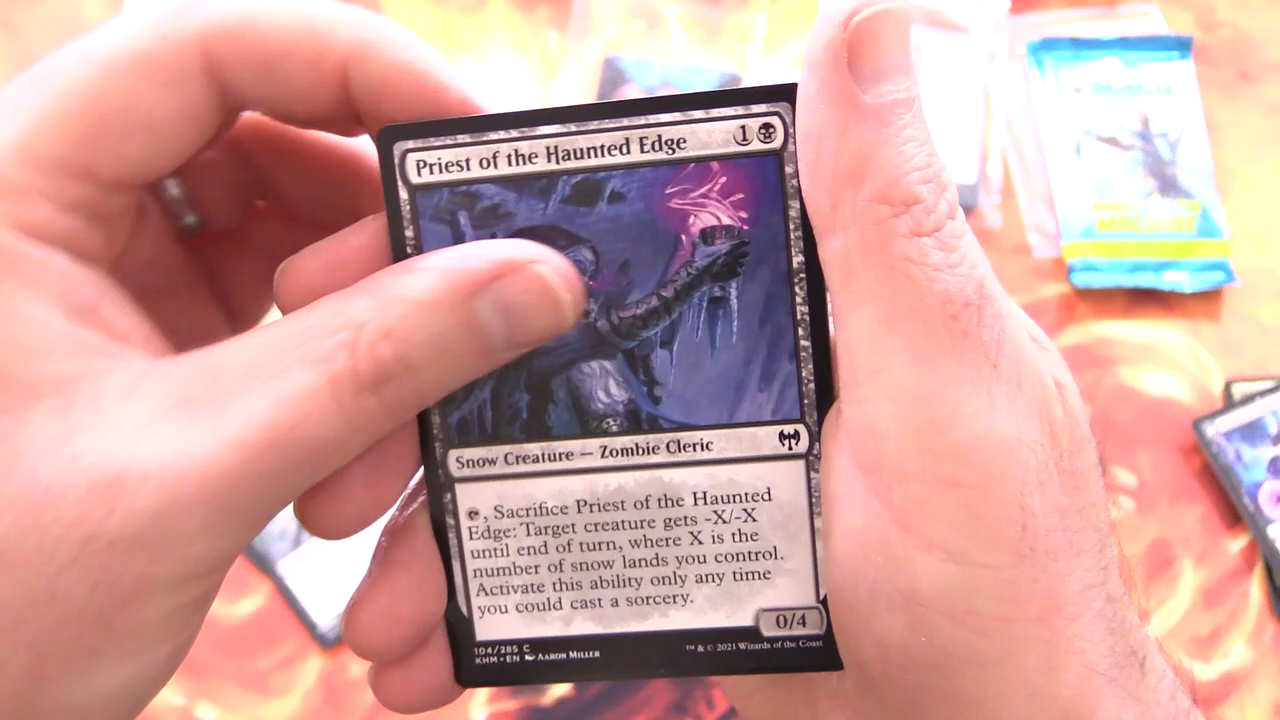 Priest of the Haunted Edge 1
Snow Creature — Zombie Cleric
, Sacrifice Priest of the Haunted
Edge: Target creature gets -X/-X
until end of turn, where X is the
number of snow lands you control.
Activate this ability only any time
you could cast a sorcery.
0/4
104/285 C
KHM • EN AARON MILLER
™ & © 2021 Wizards of the Coast